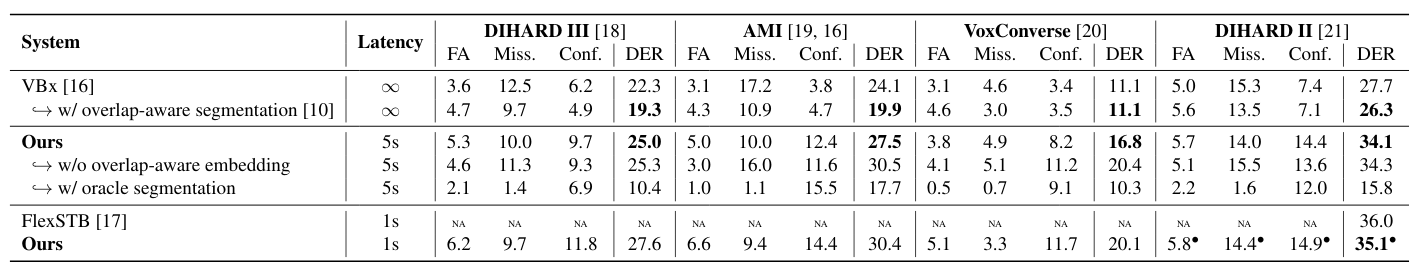 System Latency DIHARD III [18] AMI [19, 16] VoxConverse [20] DIHARD II [21]
FA Miss. Conf. DER FA Miss. Conf. DER FA Miss. Conf. DER FA Miss. Conf. DER
VBx [16] ∞ 3.6 12.5 6.2 22.3 3.1 17.2 3.8 24.1 3.1 4.6 3.4 11.1 5.0 15.3 7.4 27.7
↪ w/ overlap-aware segmentation [10] ∞ 4.7 9.7 4.9 19.3 4.3 10.9 4.7 19.9 4.6 3.0 3.5 11.1 5.6 13.5 7.1 26.3
Ours 5s 5.3 10.0 9.7 25.0 5.0 10.0 12.4 27.5 3.8 4.9 8.2 16.8 5.7 14.0 14.4 34.1
↪ w/o overlap-aware embedding 5s 4.6 11.3 9.3 25.3 3.0 16.0 11.6 30.5 4.1 5.1 11.2 20.4 5.1 15.5 13.6 34.3
↪ w/ oracle segmentation 5s 2.1 1.4 6.9 10.4 1.0 1.1 15.5 17.7 0.5 0.7 9.1 10.3 2.2 1.6 12.0 15.8
FlexSTB [17] 1s NA NA NA NA NA NA NA NA NA NA NA NA NA NA NA 36.0
Ours 1s 6.2 9.7 11.8 27.6 6.6 9.4 14.4 30.4 5.1 3.3 11.7 20.1 5.8• 14.4• 14.9• 35.1•